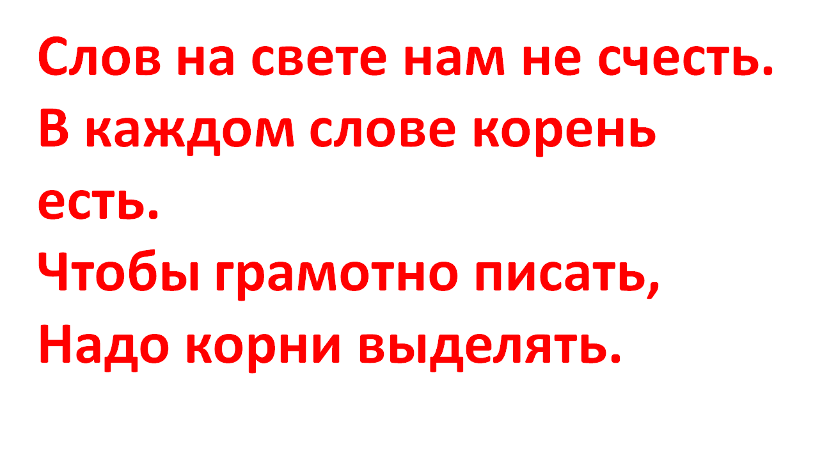 Слов на свете нам не счесть.
В каждом слове корень
есть.
Чтобы грамотно писать,
Надо корни выделять.